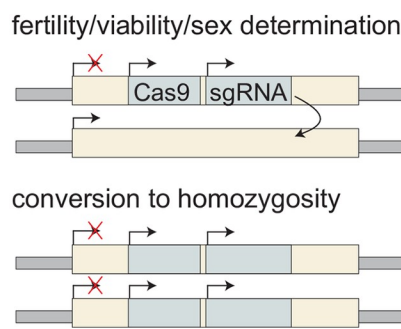 fertility/viability/sex determination
Cas9 sgRNA
conversion to homozygosity